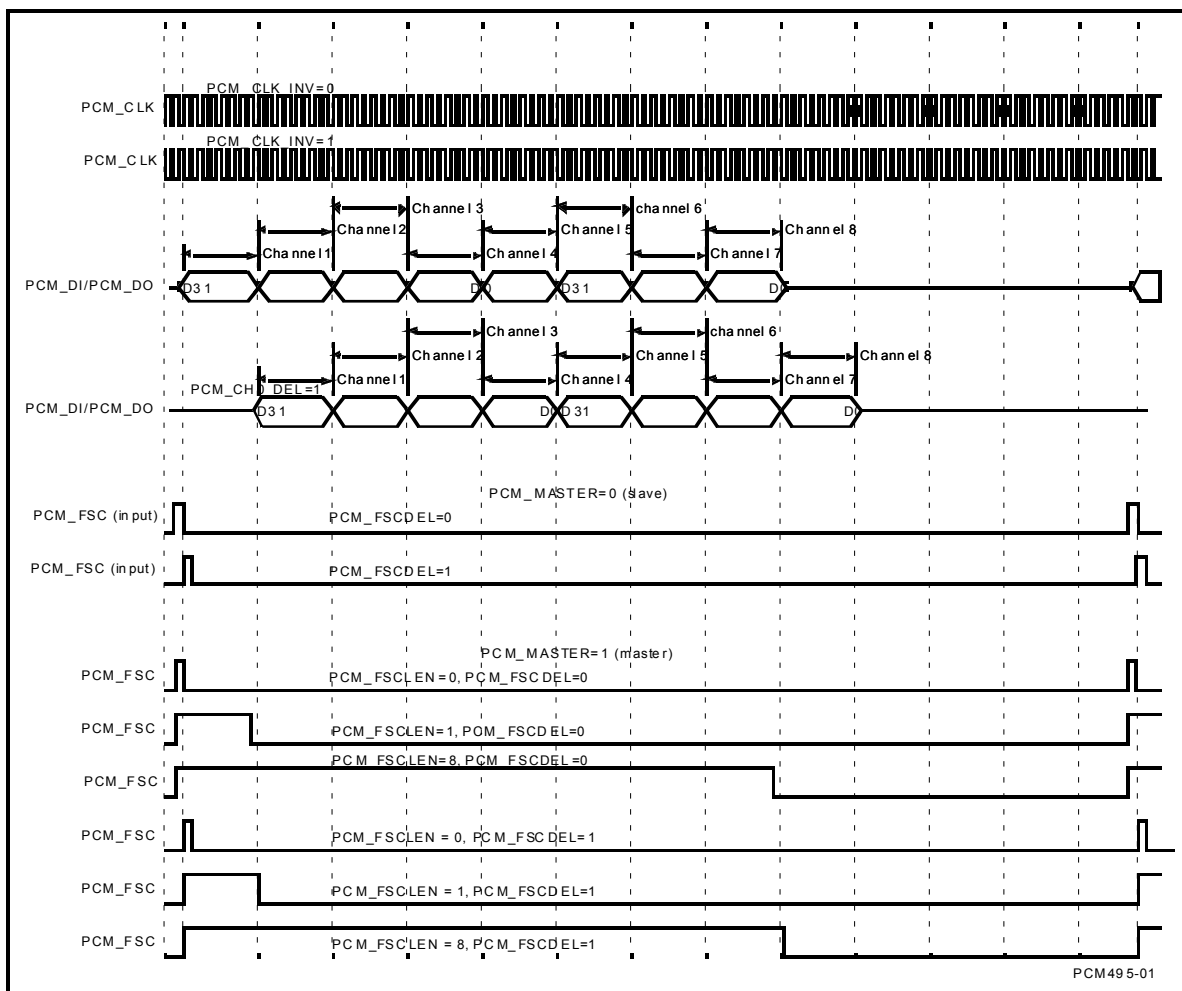 PCM_CLK_INV=0
PCM_CLK
PCM_CLK_INV=1
PCM_CLK
Channel 3
channel 6
Channel 2
Channel 5
Channel 8
Channel 1
Channel 4
Channel 7
PCM_DI/PCM_DO
D31
D0
D31
D0
Channel 3
channel 6
Channel 2
Channel 5
Channel 8
PCM_CH0_DEL=1
Channel 1
Channel 4
Channel 7
PCM_DI/PCM_DO
D31
D0
D31
D0
PCM_MASTER=0 (slave)
PCM_FSC (input)
PCM_FSCDEL=0
PCM_FSC (input)
PCM_FSCDEL=1
PCM_MASTER=1 (master)
PCM_FSC
PCM_FSCLEN=0, PCM_FSCDEL=0
PCM_FSC
PCM_FSCLEN=1, PCM_FSCDEL=0
PCM_FSCLEN=8, PCM_FSCDEL=0
PCM_FSC
PCM_FSC
PCM_FSCLEN = 0, PCM_FSCDEL=1
PCM_FSC
PCM_FSCLEN = 1, PCM_FSCDEL=1
PCM_FSC
PCM_FSCLEN = 8, PCM_FSCDEL=1
PCM495-01